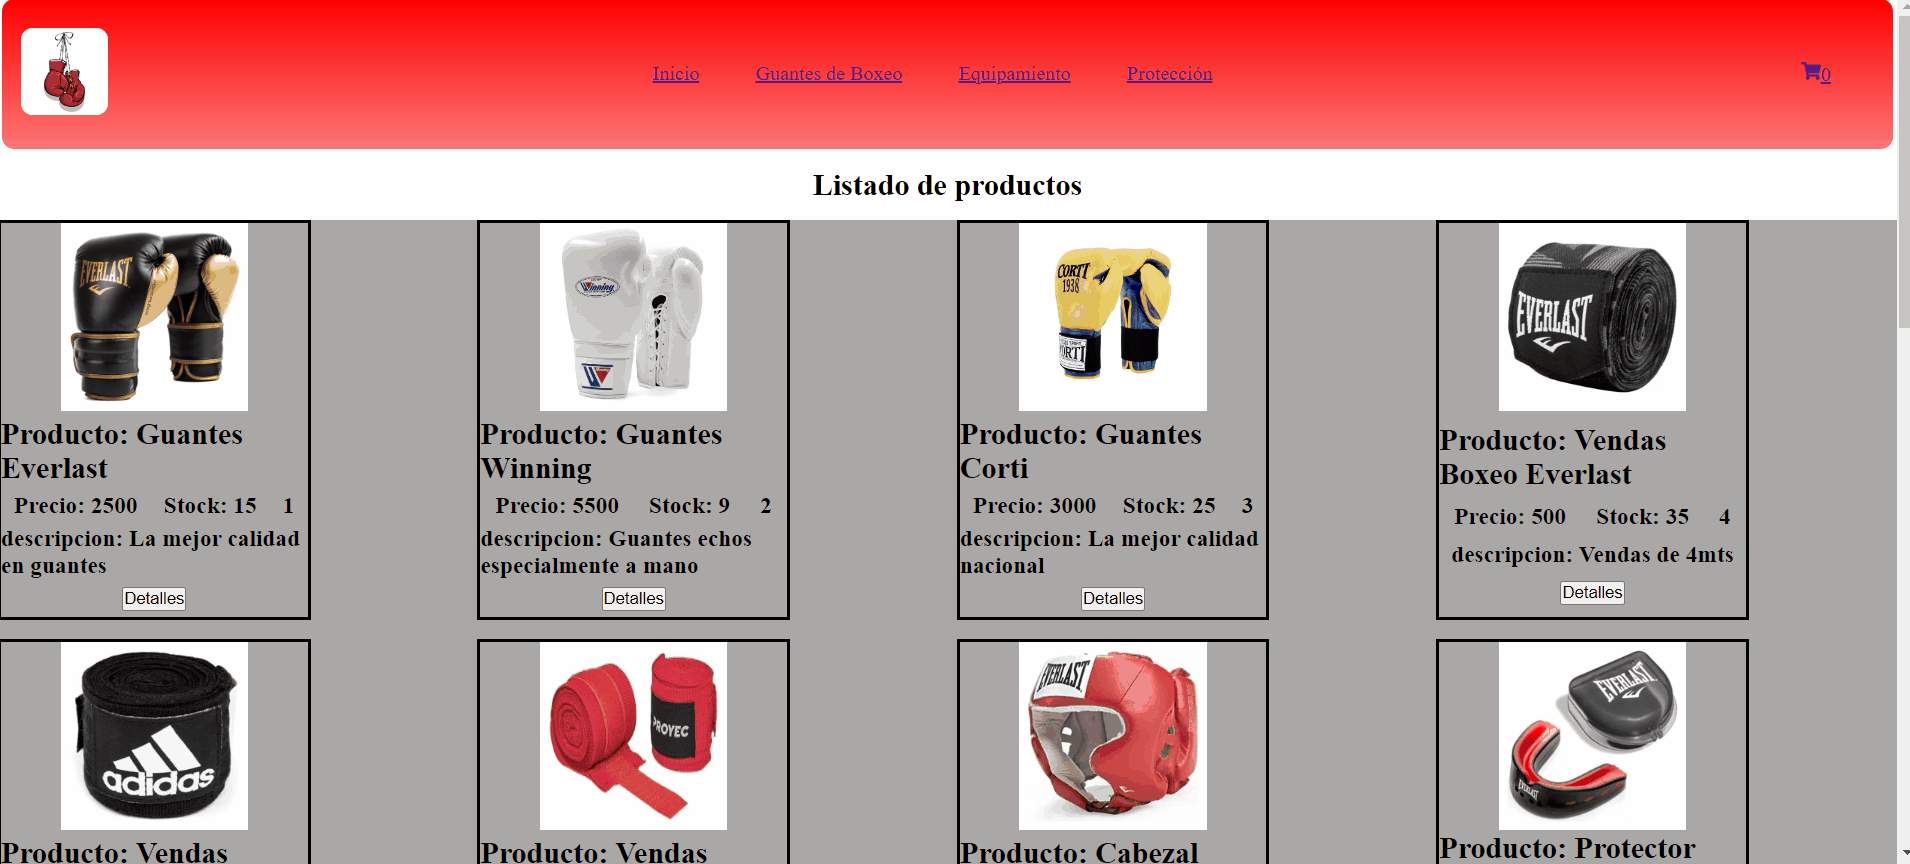 Inicio Guantes de Boxeo Equipamiento Protección 0
Listado de productos
EVERLAST
Winning
CORTI
1938
EVERLAST
Producto: Guantes
Everlast
Precio: 2500 Stock: 15 1
descripcion: La mejor calidad
en guantes
Detalles
Producto: Guantes
Winning
Precio: 5500 Stock: 9 2
descripcion: Guantes echos
especialmente a mano
Detalles
Producto: Guantes
Corti
Precio: 3000 Stock: 25 3
descripcion: La mejor calidad
nacional
Detalles
Producto: Vendas
Boxeo Everlast
Precio: 500 Stock: 35 4
descripcion: Vendas de 4mts
Detalles
adidas
PROYEC
EVERLAST
EVERLAST
EVERLAST
Producto: Vendas
Producto: Vendas
Producto: Cabezal
Producto: Protector